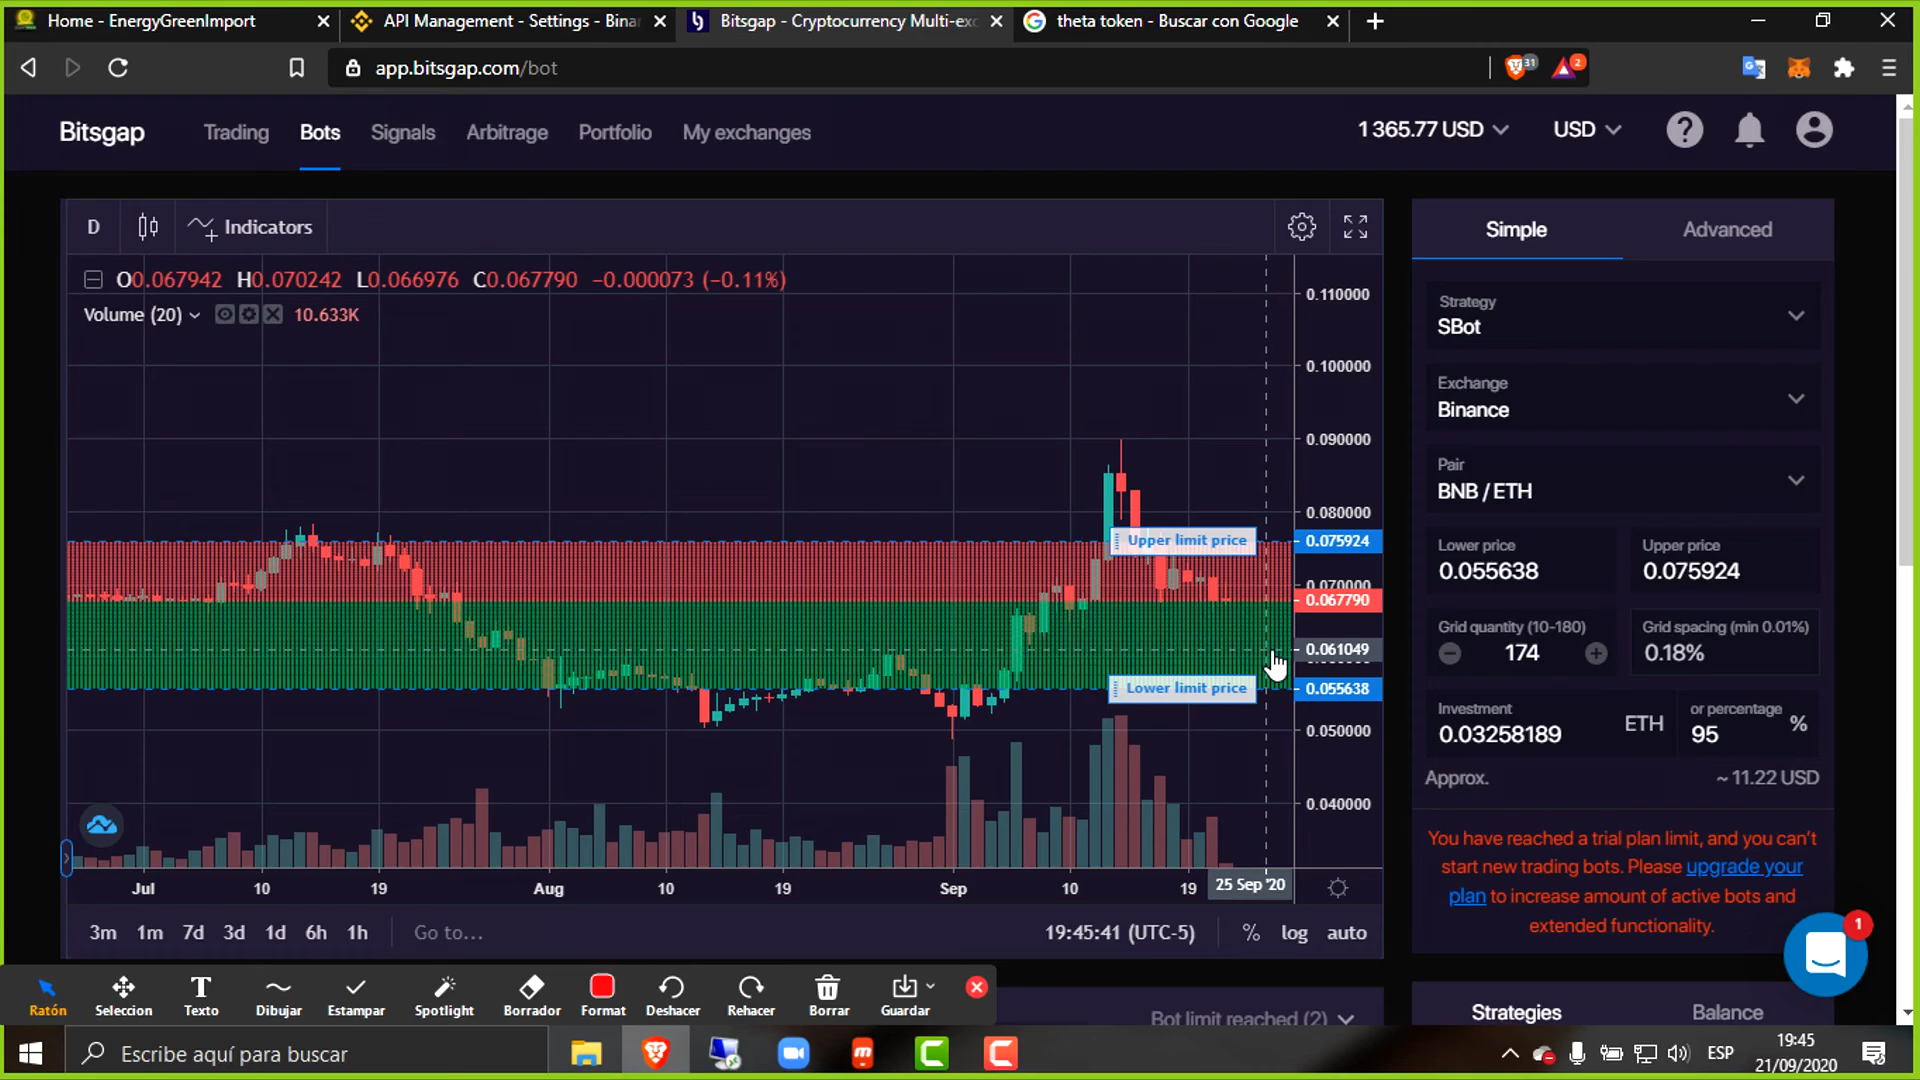 Home - EnergyGreenImport
API Management - Settings - Binan
Bitsgap - Cryptocurrency Multi-exc
theta token - Buscar con Google
app.bitsgap.com/bot
31
2
Bitsgap
Trading
Bots
Signals
Arbitrage
Portfolio
My exchanges
1 365.77 USD
USD
D
Indicators
O0.067942 H0.070242 L0.066976 C0.067790 −0.000073 (−0.11%)
Volume (20)
10.633K
0.110000
0.100000
0.090000
0.080000
Upper limit price
0.075924
0.070000
0.067790
0.061049
Lower limit price
0.055638
0.050000
0.040000
Jul
10
19
Aug
10
19
Sep
10
19
25 Sep '20
3m
1m
7d
3d
1d
6h
1h
Go to...
19:45:41 (UTC-5)
%
log
auto
Simple
Advanced
Strategy
SBot
Exchange
Binance
Pair
BNB / ETH
Lower price
0.055638
Upper price
0.075924
Grid quantity (10-180)
174
Grid spacing (min 0.01%)
0.18%
Investment
0.03258189
ETH
or percentage
95
%
Approx.
~ 11.22 USD
You have reached a trial plan limit, and you can't
start new trading bots. Please upgrade your
plan to increase amount of active bots and
extended functionality.
1
Strategies
Balance
Bot limit reached (2)
Ratón
Seleccion
Texto
Dibujar
Estampar
Spotlight
Borrador
Format
Deshacer
Rehacer
Borrar
Guardar
Escribe aquí para buscar
ESP
19:45
21/09/2020